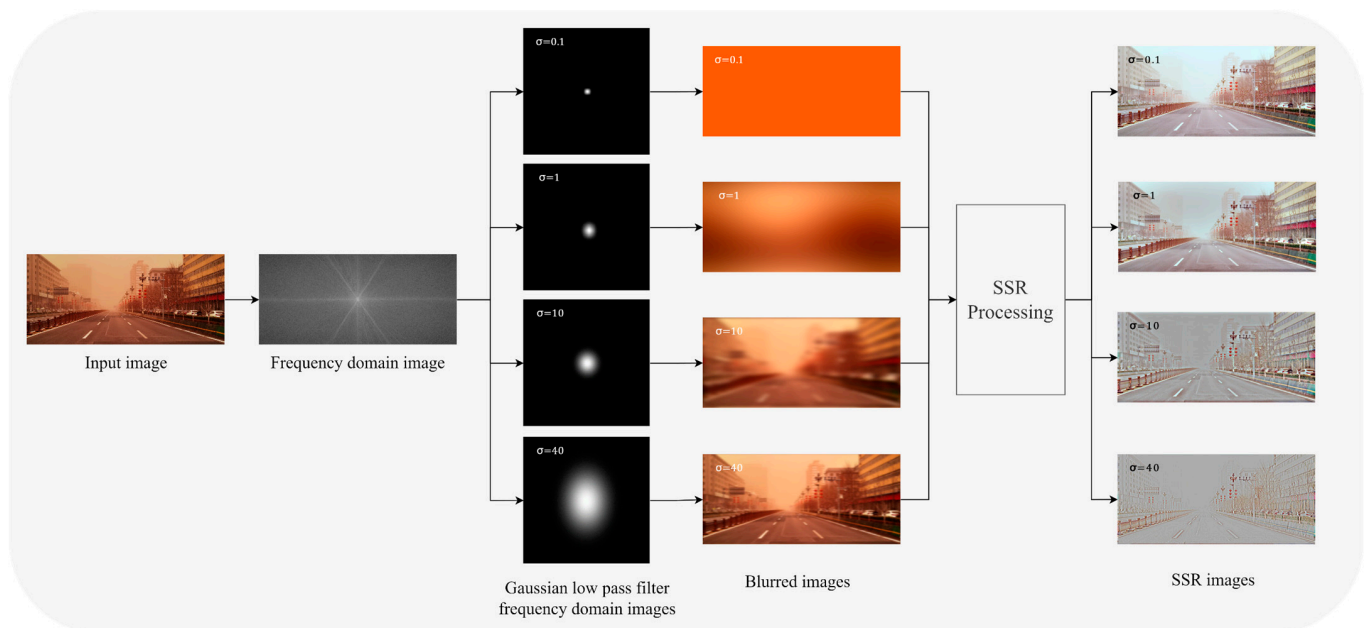 Input image
Frequency domain image
σ=0.1
σ=1
σ=10
σ=40
Gaussian low pass filter
frequency domain images
σ=0.1
σ=1
σ=10
σ=40
Blurred images
SSR
Processing
σ=0.1
σ=1
σ=10
σ=40
SSR images